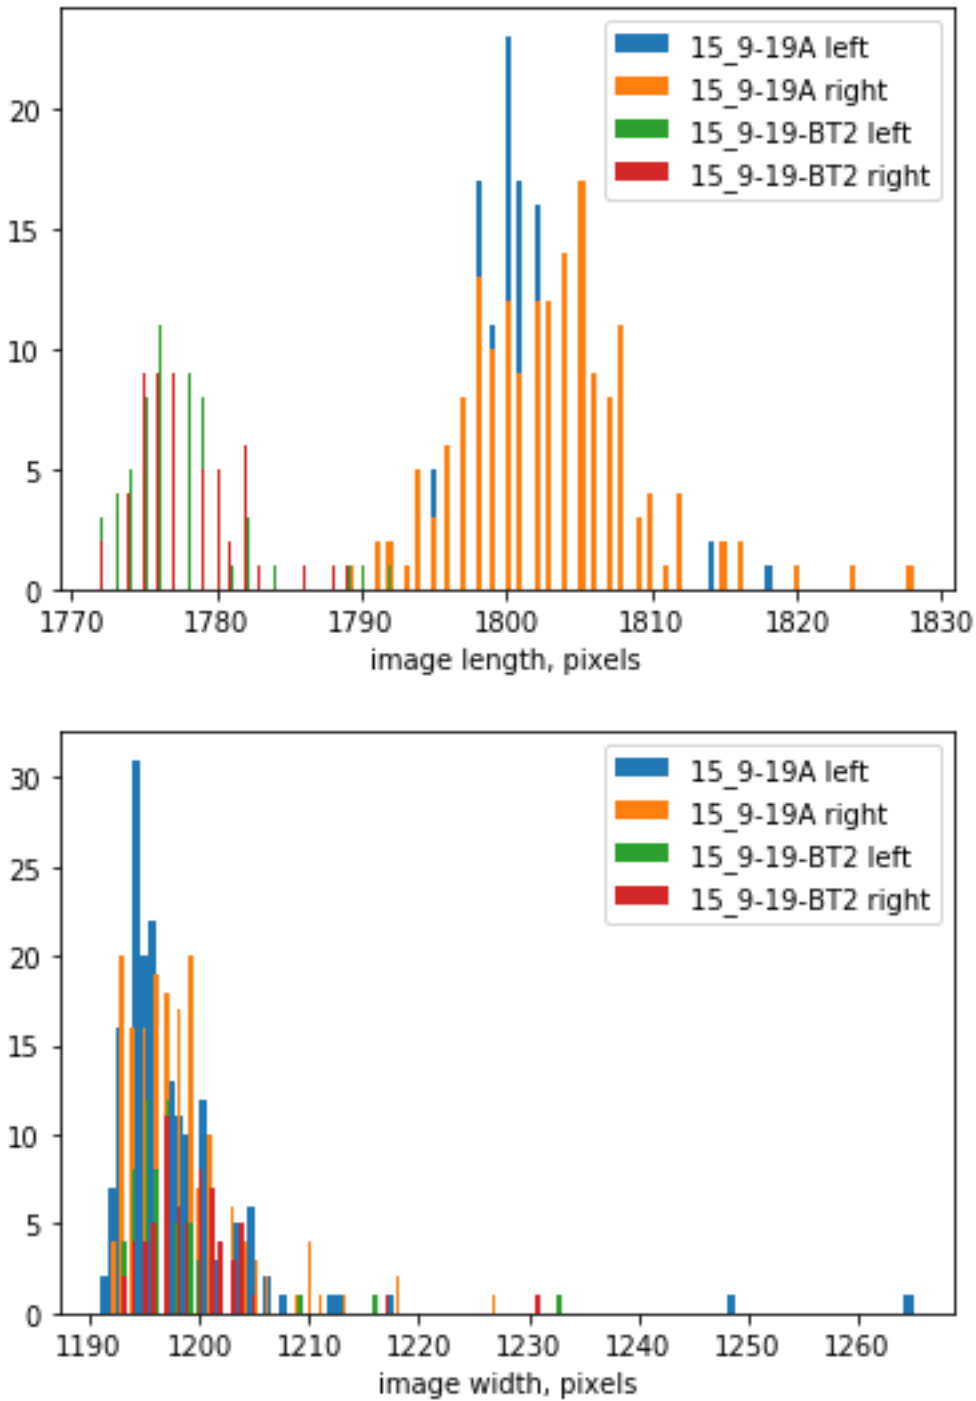 15_9-19A left
15_9-19A right
15_9-19-BT2 left
15_9-19-BT2 right
20
15
10
5
0
1770 1780 1790 1800 1810 1820 1830
image length, pixels
15_9-19A left
15_9-19A right
15_9-19-BT2 left
15_9-19-BT2 right
30
25
20
15
10
5
0
1190 1200 1210 1220 1230 1240 1250 1260
image width, pixels